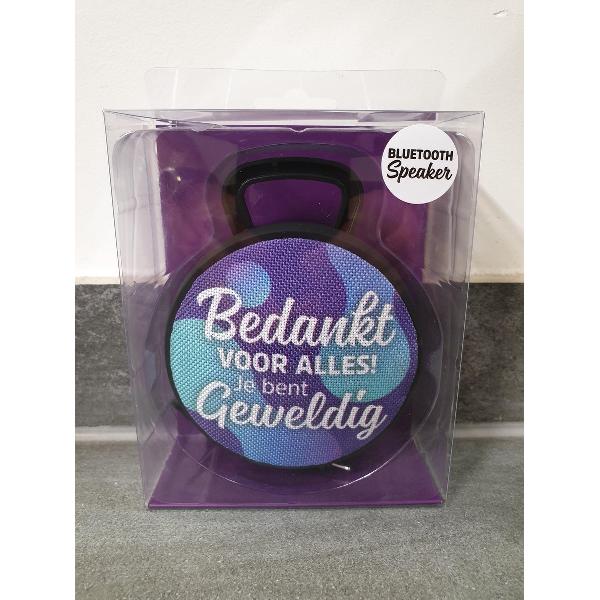 BLUETOOTH
Speaker
Bedankt
VOOR ALLES!
Je bent
Geweldig